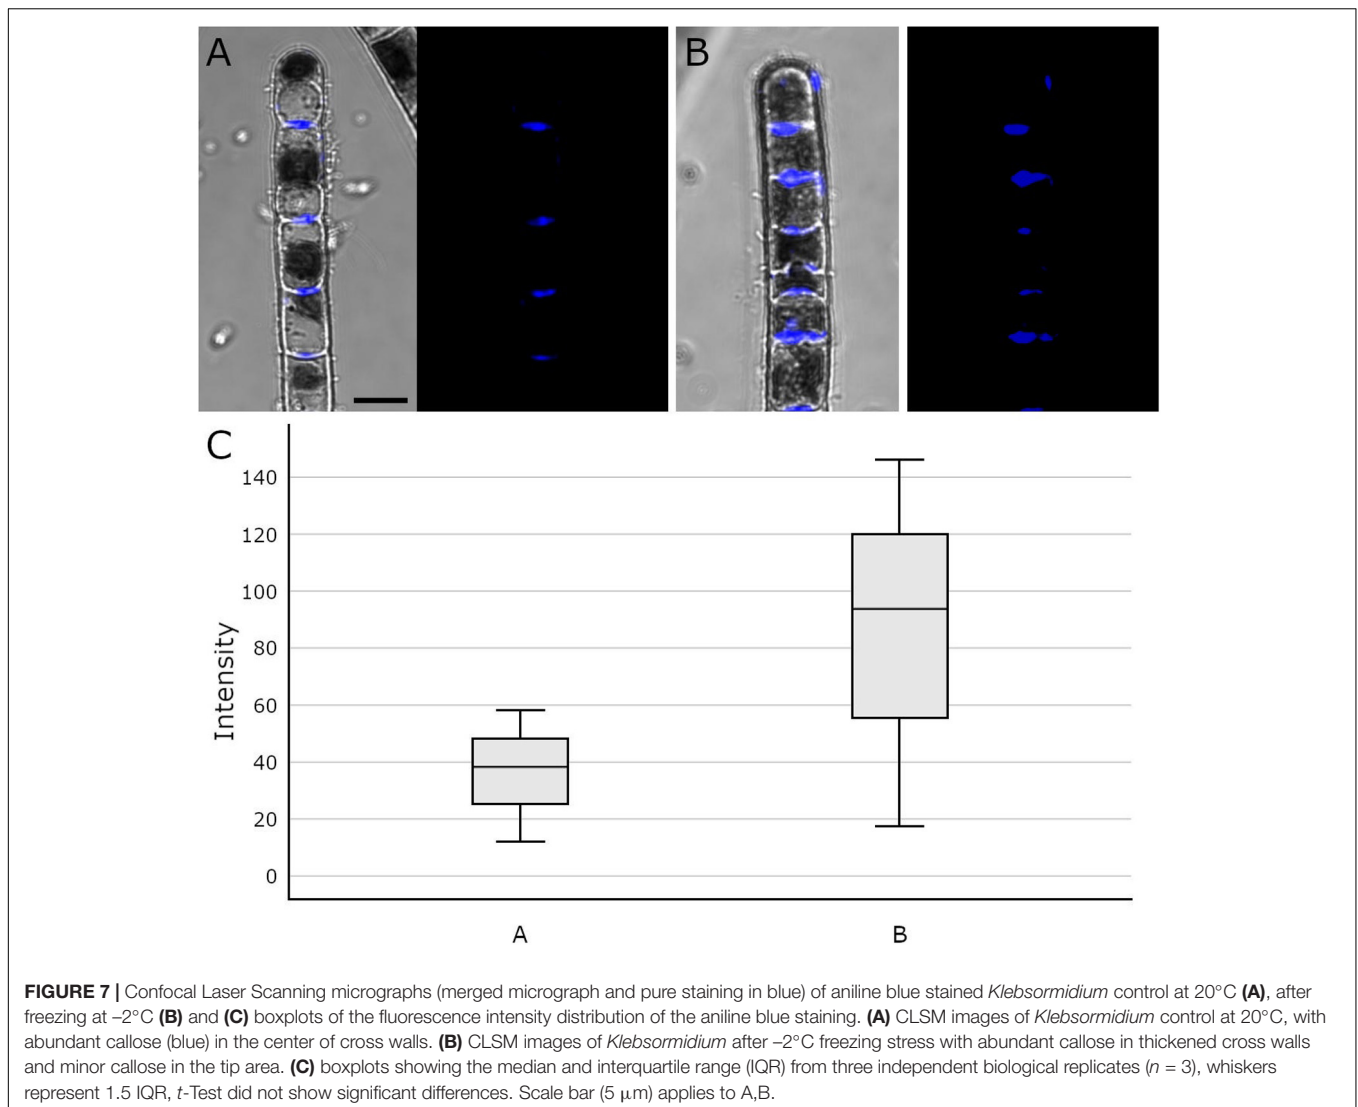 A
B
C
140
120
100
80
60
40
20
0
Intensity
A
B
FIGURE 7 | Confocal Laser Scanning micrographs (merged micrograph and pure staining in blue) of aniline blue stained Klebsormidium control at 20°C (A), after
freezing at –2°C (B) and (C) boxplots of the fluorescence intensity distribution of the aniline blue staining. (A) CLSM images of Klebsormidium control at 20°C, with
abundant callose (blue) in the center of cross walls. (B) CLSM images of Klebsormidium after –2°C freezing stress with abundant callose in thickened cross walls
and minor callose in the tip area. (C) boxplots showing the median and interquartile range (IQR) from three independent biological replicates (n = 3), whiskers
represent 1.5 IQR, t-Test did not show significant differences. Scale bar (5 μm) applies to A,B.